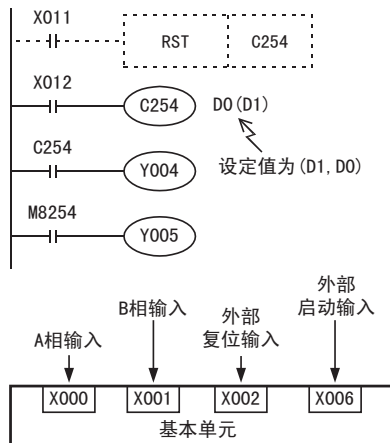 X011
RST C254
X012
C254 D0(D1)
C254
Y004 设定值为(D1,D0)
M8254
Y005
外部
B相输入 外部 启动输入
A相输入 复位输入
X000 X001 X002 X006
基本单元